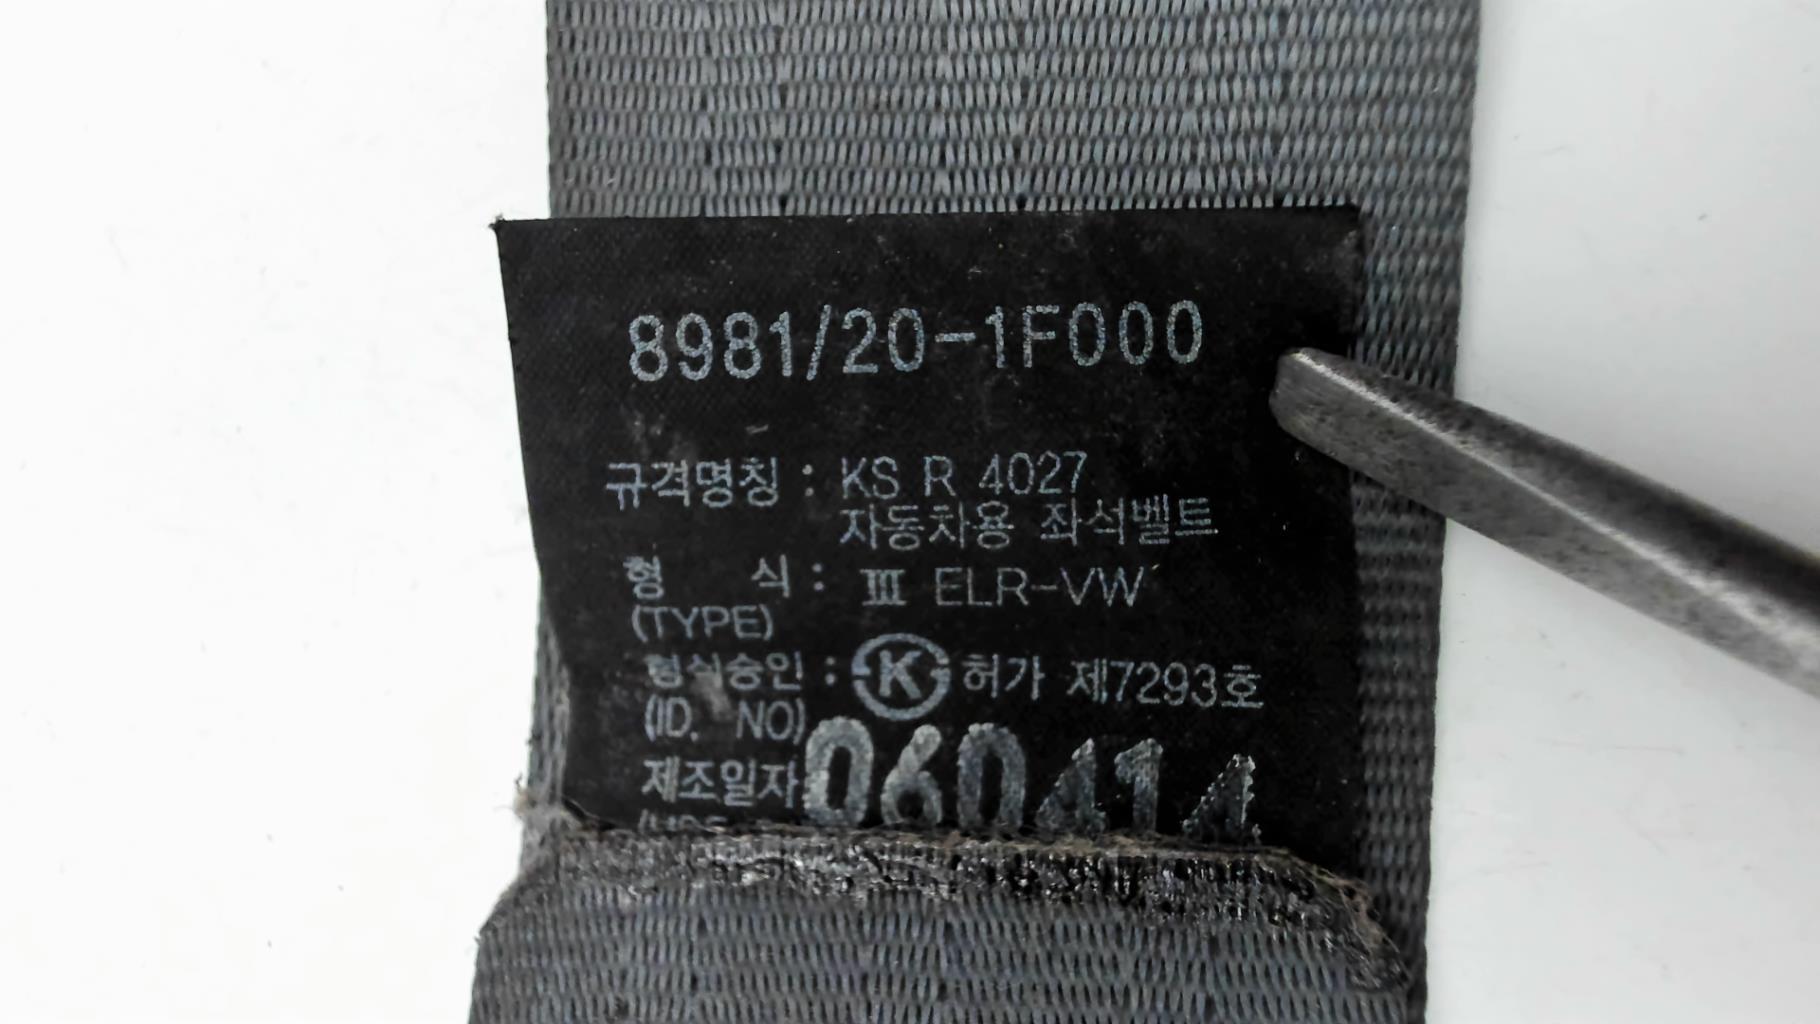 8981/20-1F000
규격명칭 : KS R 4027
자동차용 좌석벨트
형 식 : Ⅲ ELR-VW
(TYPE)
형식승인 : K 허가 제7293호
(ID. NO)
제조일자 060414